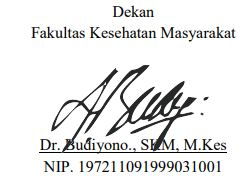 Dekan
Fakultas Kesehatan Masyarakat
Dr. Budiyono., SKM, M.Kes
NIP. 197211091999031001